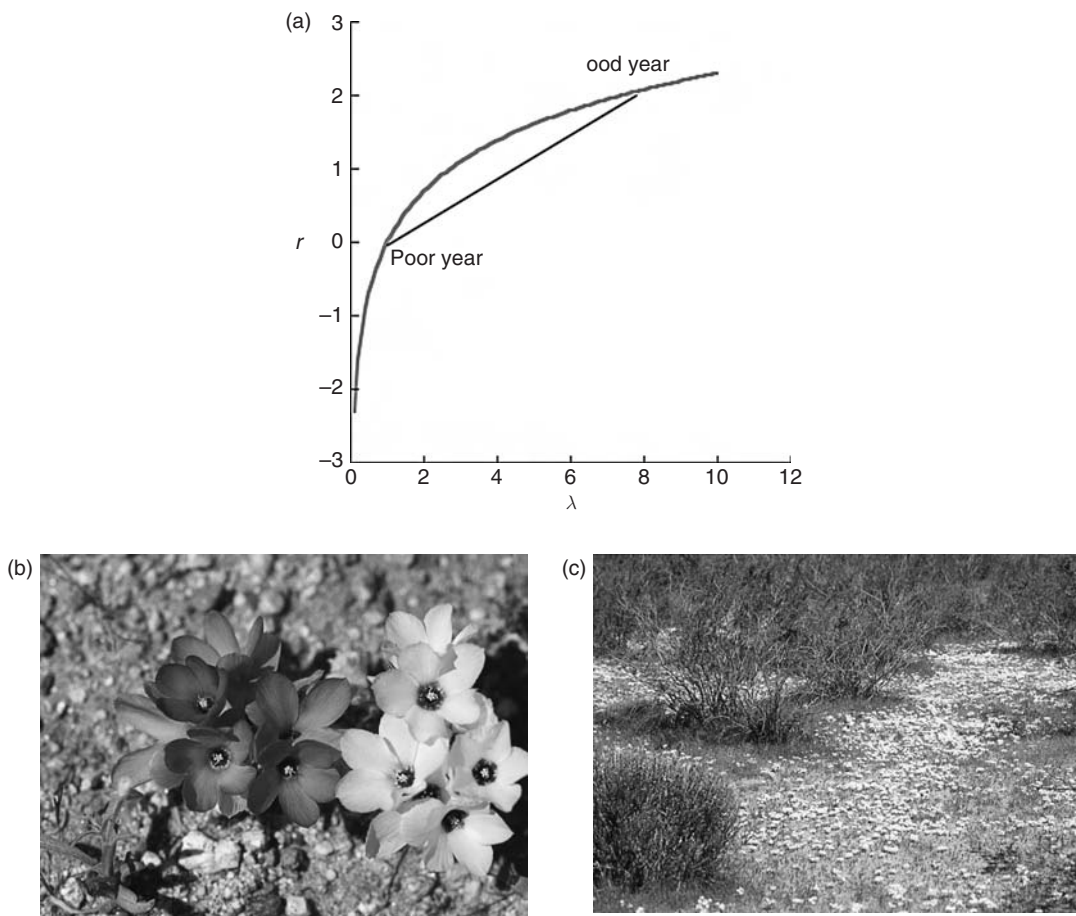 (a)
3
ood year
2
1
r
0
Poor year
–1
–2
–3
0 2 4 6 8 10 12
λ
(b)
(c)